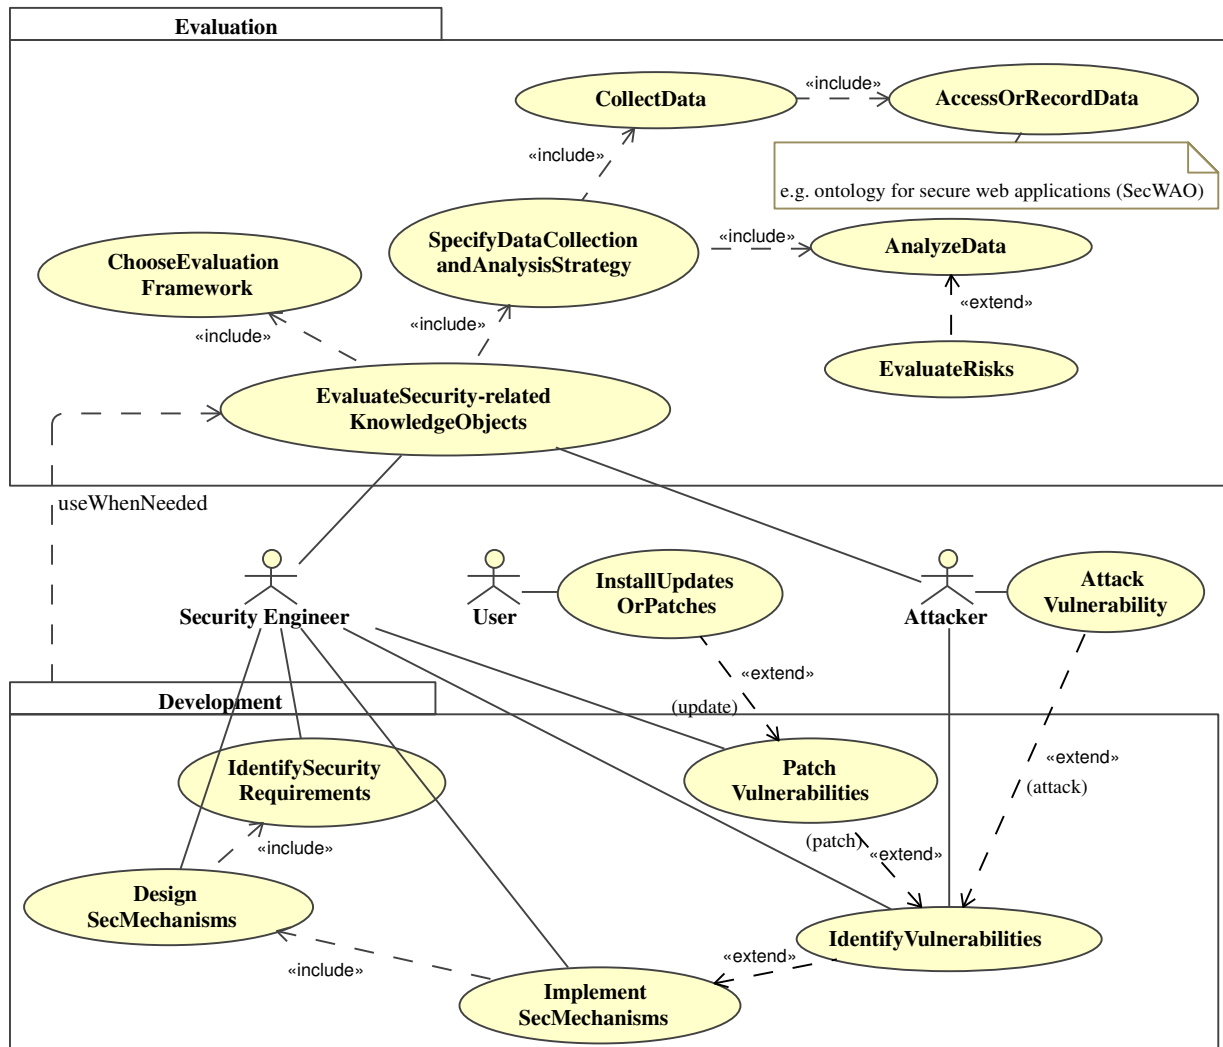 Evaluation
CollectData
«include»
AccessOrRecordData
«include»
e.g. ontology for secure web applications (SecWAO)
SpecifyDataCollection
andAnalysisStrategy
«include»
AnalyzeData
ChooseEvaluation
Framework
«include»
«include»
«extend»
EvaluateRisks
EvaluateSecurity-related
KnowledgeObjects
useWhenNeeded
Security Engineer
User
InstallUpdates
OrPatches
Attacker
Attack
Vulnerability
«extend»
(update)
Development
IdentifySecurity
Requirements
Patch
Vulnerabilities
«extend»
(attack)
«include»
(patch)
«extend»
Design
SecMechanisms
IdentifyVulnerabilities
«include»
«extend»
Implement
SecMechanisms